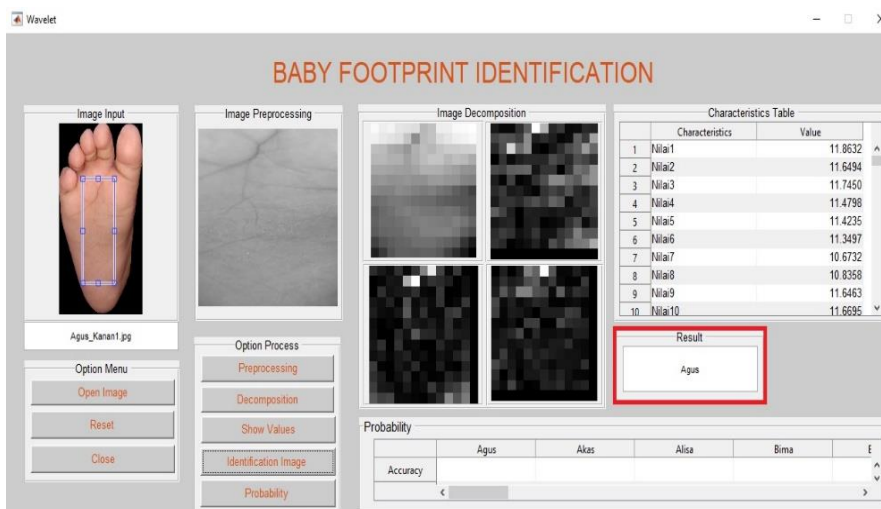 Wavelet
BABY FOOTPRINT IDENTIFICATION
Image Input
Agus_Kanan1.jpg
Option Menu
Open Image
Reset
Close
Image Preprocessing
Option Process
Preprocessing
Decomposition
Show Values
Identification Image
Probability
Image Decomposition
Characteristics Table
Characteristics Value
1 Nilai1 11.8632
2 Nilai2 11.6494
3 Nilai3 11.7450
4 Nilai4 11.4798
5 Nilai5 11.4235
6 Nilai6 11.3497
7 Nilai7 10.6732
8 Nilai8 10.8358
9 Nilai9 11.6463
10 Nilai10 11.6695
Result
Agus
Probability
Agus Akas Alisa Bima
Accuracy